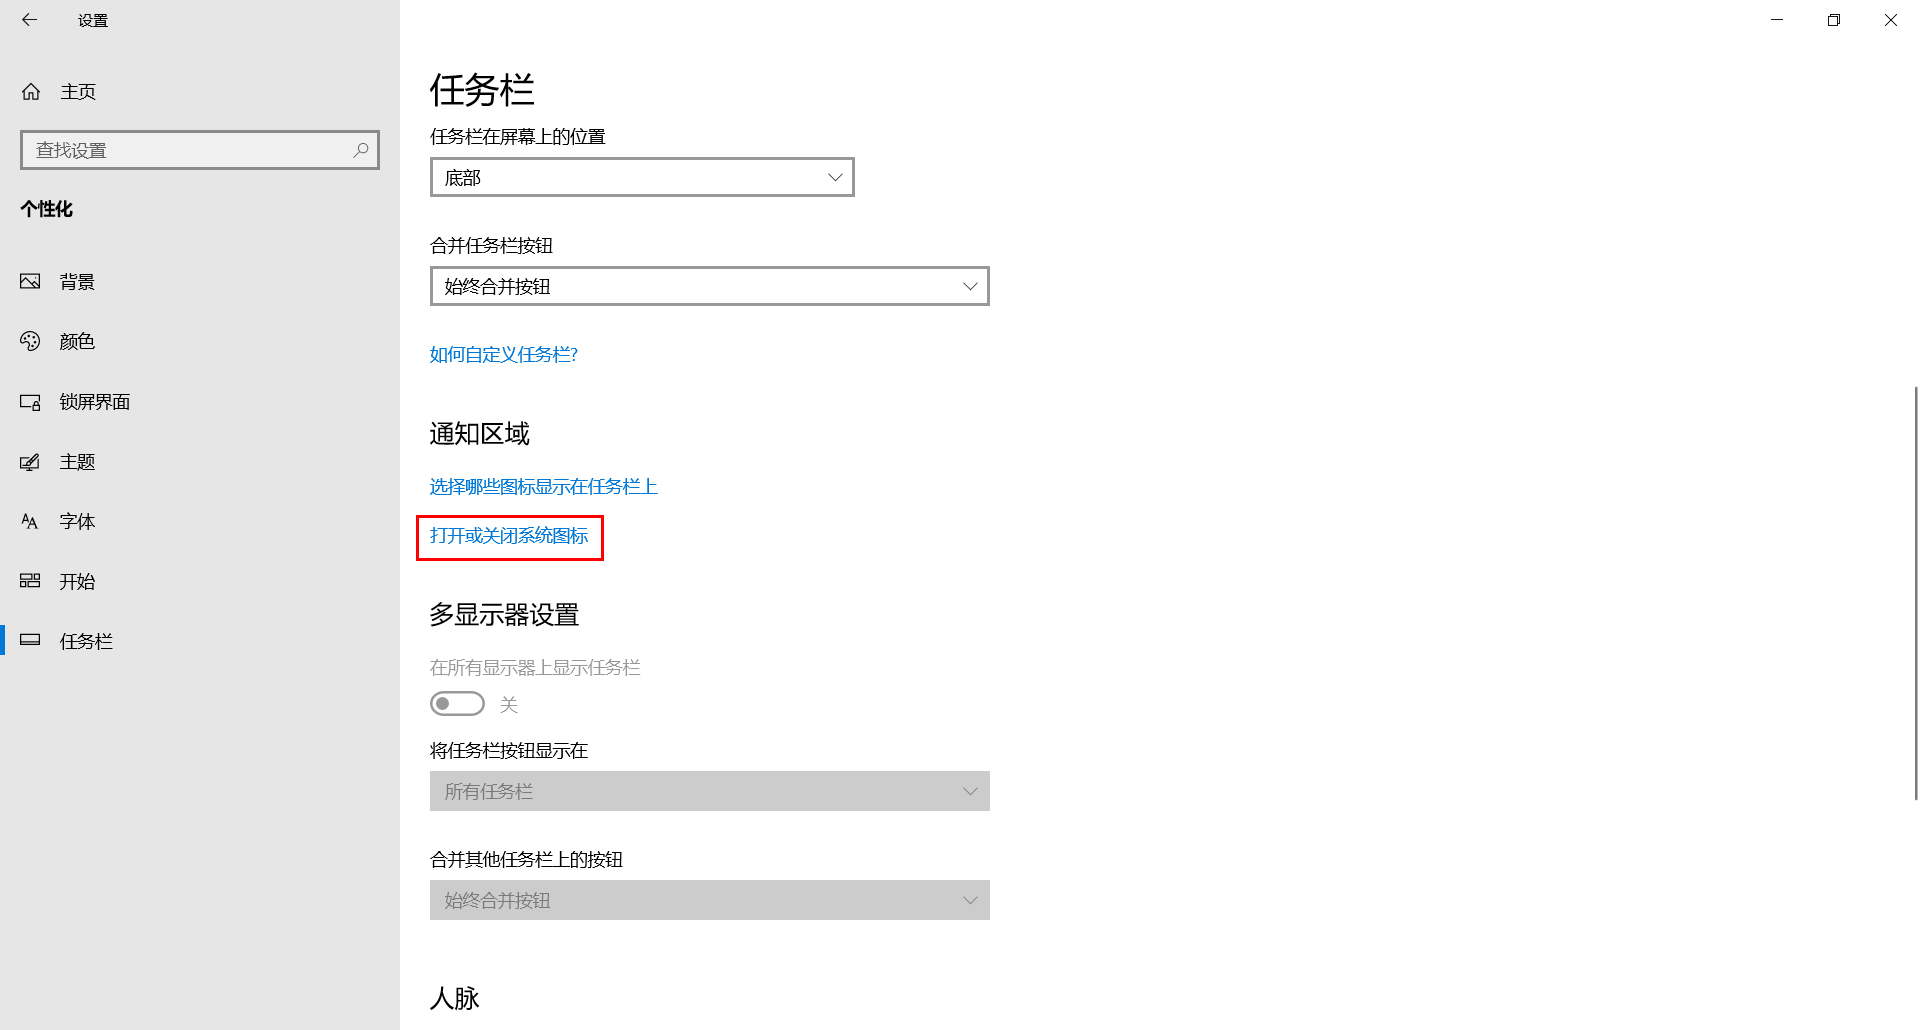 设置
主页
查找设置
个性化
背景
颜色
锁屏界面
主题
字体
开始
任务栏
任务栏
任务栏在屏幕上的位置
底部
合并任务栏按钮
始终合并按钮
如何自定义任务栏?
通知区域
选择哪些图标显示在任务栏上
打开或关闭系统图标
多显示器设置
在所有显示器上显示任务栏
关
将任务栏按钮显示在
所有任务栏
合并其他任务栏上的按钮
始终合并按钮
人脉